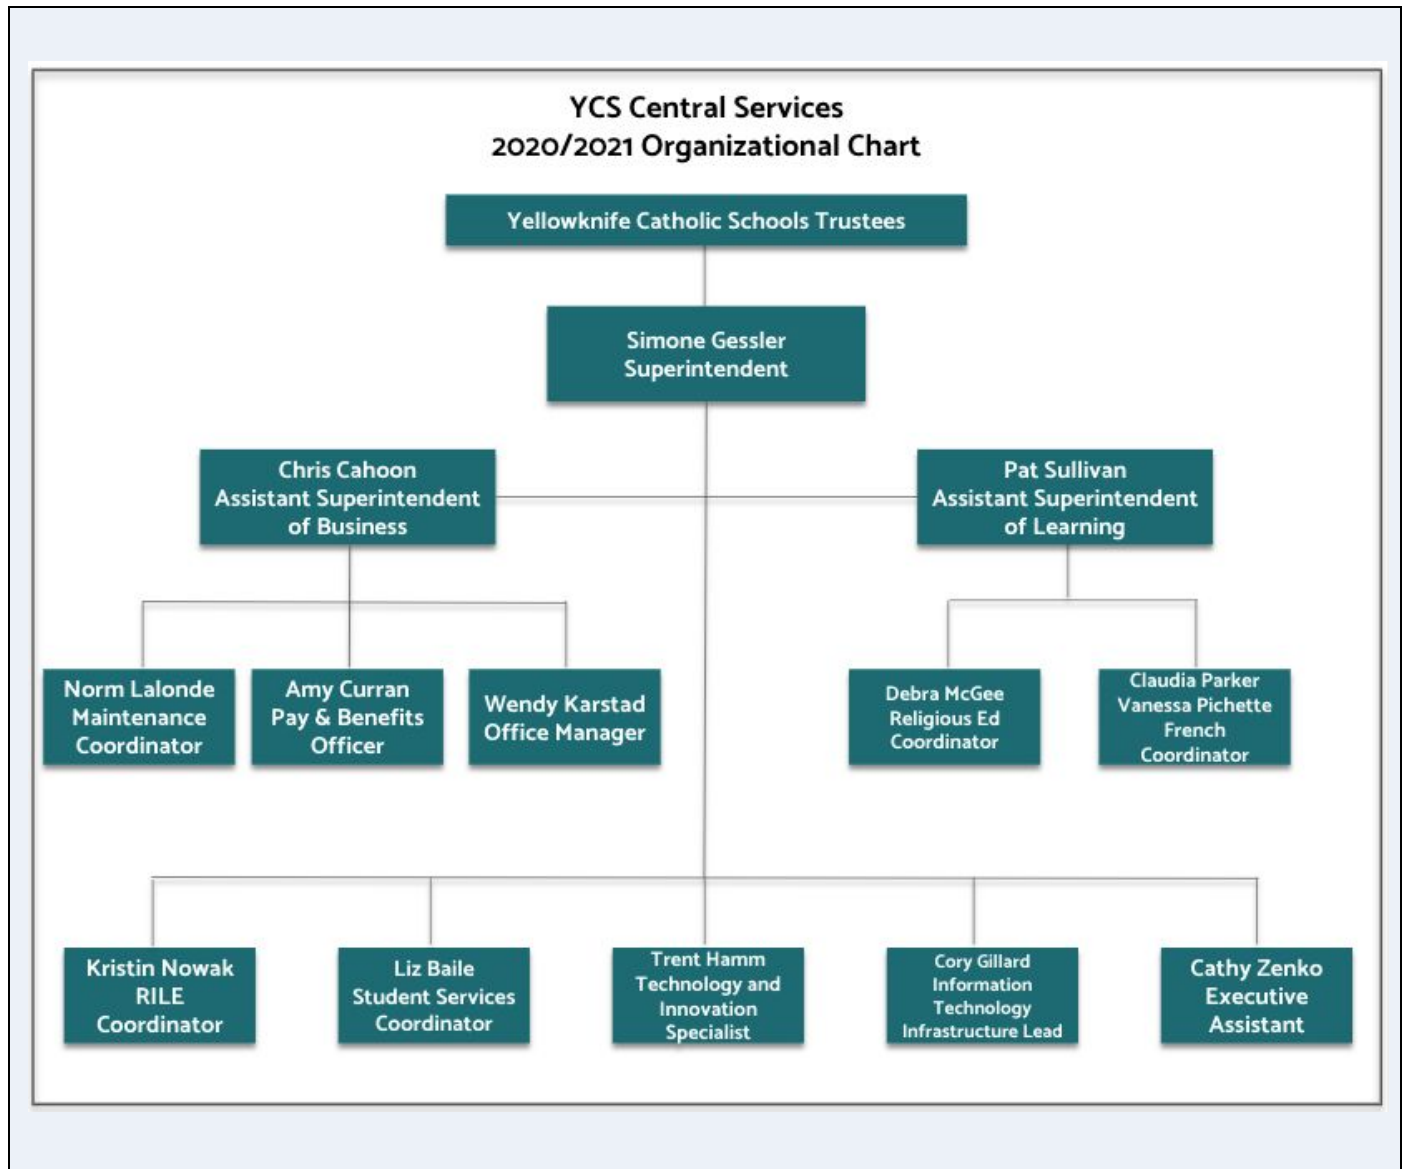 YCS Central Services
2020/2021 Organizational Chart
Yellowknife Catholic Schools Trustees
Simone Gessler
Superintendent
Chris Cahoon
Assistant Superintendent
of Business
Pat Sullivan
Assistant Superintendent
of Learning
Norm Lalonde
Maintenance
Coordinator
Amy Curran
Pay & Benefits
Officer
Wendy Karstad
Office Manager
Debra McGee
Religious Ed
Coordinator
Claudia Parker
Vanessa Pichette
French
Coordinator
Kristin Nowak
RILE
Coordinator
Liz Baile
Student Services
Coordinator
Trent Hamm
Technology and
Innovation
Specialist
Cory Gillard
Information
Technology
Infrastructure Lead
Cathy Zenko
Executive
Assistant